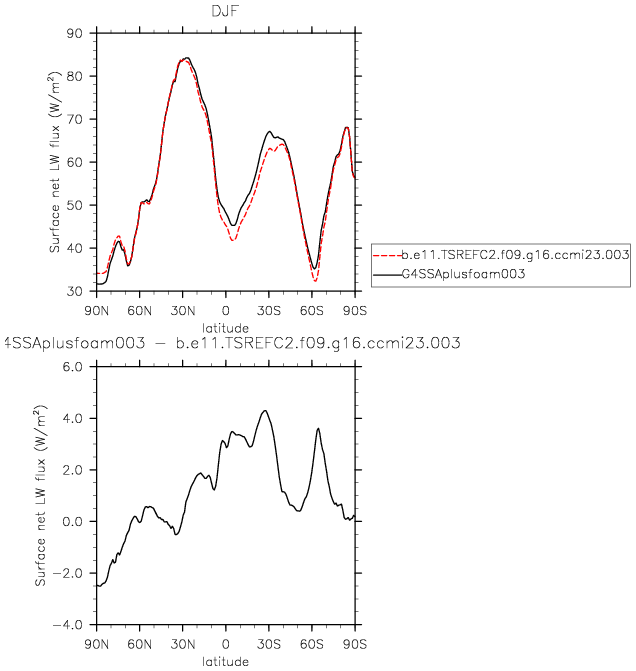 DJF
90
80
70
60
50
40
30
Surface net LW flux (W/m²)
90N 60N 30N 0 30S 60S 90S
latitude
b.e11.TSREFC2.f09.g16.ccmi23.003
G4SSAplusfoam003
4SSAplusfoam003 – b.e11.TSREFC2.f09.g16.ccmi23.003
6.0
4.0
2.0
0.0
−2.0
−4.0
Surface net LW flux (W/m²)
90N 60N 30N 0 30S 60S 90S
latitude